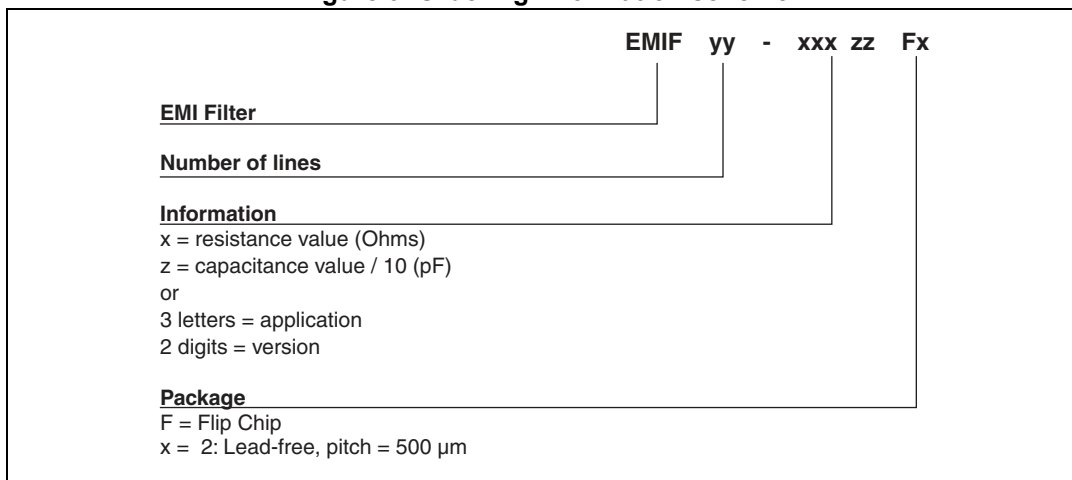 EMIF yy - xxx zz Fx
EMI Filter
Number of lines
Information
x = resistance value (Ohms)
z = capacitance value / 10 (pF)
or
3 letters = application
2 digits = version
Package
F = Flip Chip
x = 2: Lead-free, pitch = 500 µm